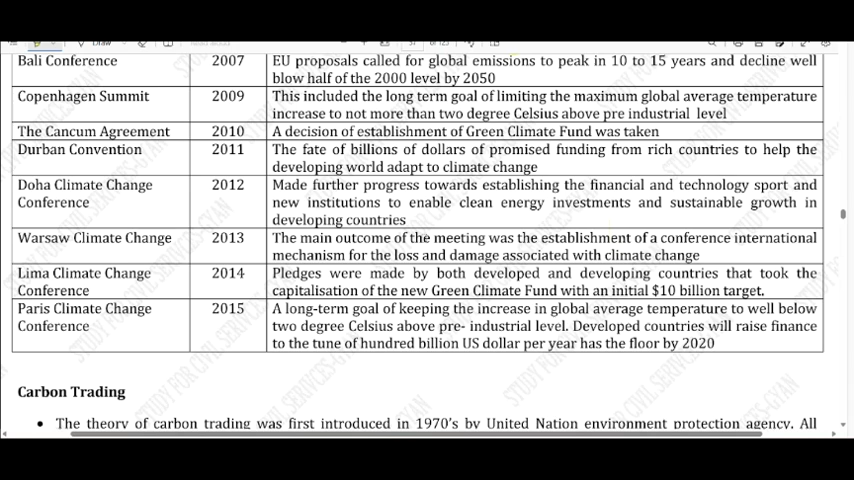 Bali Conference 2007 EU proposals called for global emissions to peak in 10 to 15 years and decline well
blow half of the 2000 level by 2050
Copenhagen Summit 2009 This included the long term goal of limiting the maximum global average temperature
increase to not more than two degree Celsius above pre industrial level
The Cancum Agreement 2010 A decision of establishment of Green Climate Fund was taken
Durban Convention 2011 The fate of billions of dollars of promised funding from rich countries to help the
developing world adapt to climate change
Doha Climate Change 2012 Made further progress towards establishing the financial and technology sport and
Conference new institutions to enable clean energy investments and sustainable growth in
developing countries
Warsaw Climate Change 2013 The main outcome of the meeting was the establishment of a conference international
mechanism for the loss and damage associated with climate change
Lima Climate Change 2014 Pledges were made by both developed and developing countries that took the
Conference capitalisation of the new Green Climate Fund with an initial $10 billion target.
Paris Climate Change 2015 A long-term goal of keeping the increase in global average temperature to well below
Conference two degree Celsius above pre- industrial level. Developed countries will raise finance
to the tune of hundred billion US dollar per year has the floor by 2020
Carbon Trading
• The theory of carbon trading was first introduced in 1970's by United Nation environment protection agency. All